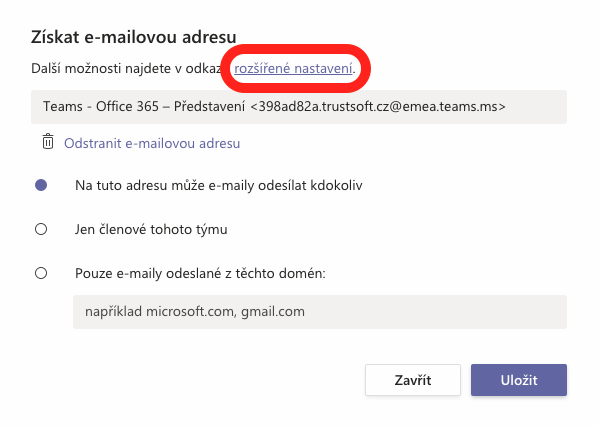 Získat e-mailovou adresu
Další možnosti najdete v odkaz rozšířené nastavení.
Teams - Office 365 – Představení <398ad82a.trustsoft.cz@emea.teams.ms>
Odstranit e-mailovou adresu
Na tuto adresu může e-maily odesílat kdokoliv
Jen členové tohoto týmu
Pouze e-maily odeslané z těchto domén:
například microsoft.com, gmail.com
Zavřít
Uložit